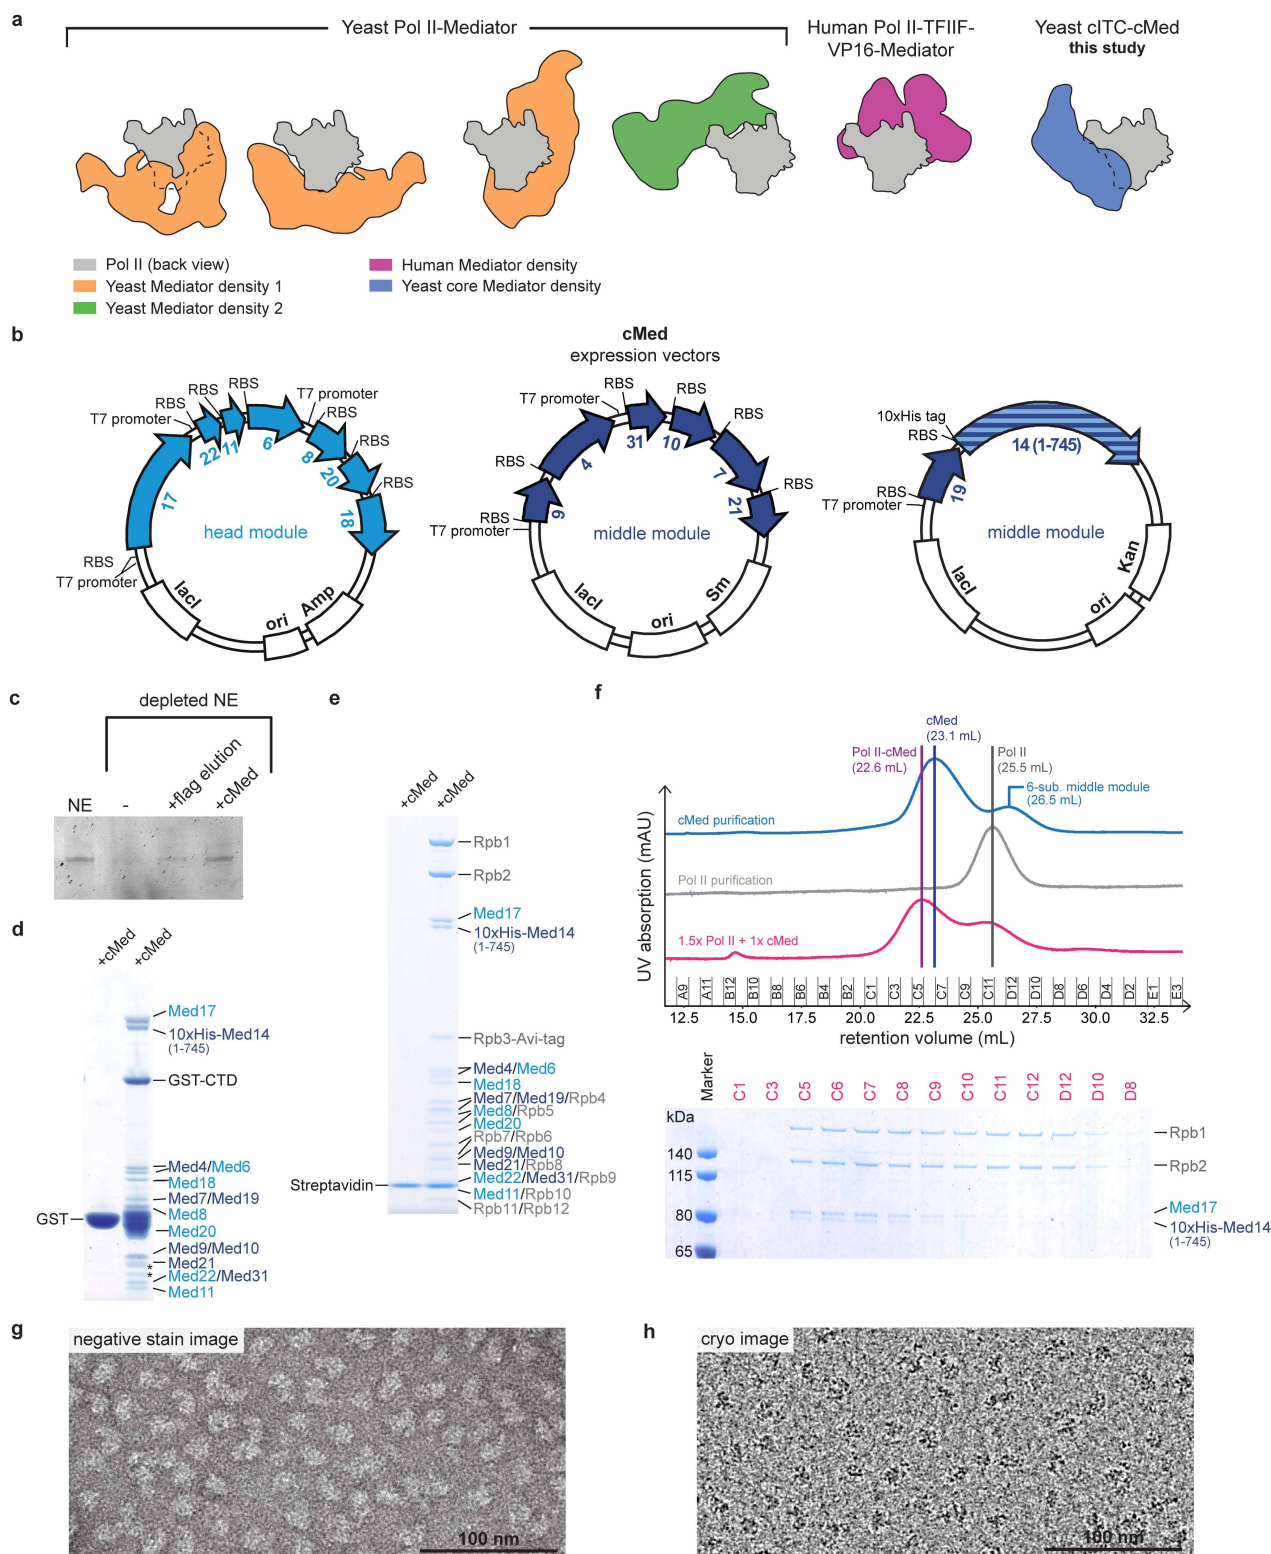 a
Yeast Pol II-Mediator
Human Pol II-TFIIF-
VP16-Mediator
Yeast cITC-cMed
this study
Pol II (back view)
Yeast Mediator density 1
Yeast Mediator density 2
Human Mediator density
Yeast core Mediator density
b
cMed
expression vectors
T7 promoter
RBS
RBS
RBS
T7 promoter
RBS
RBS
RBS
RBS
T7 promoter
17
22
11
6
8
20
18
head module
lacI
ori
Amp
T7 promoter
RBS
RBS
RBS
RBS
RBS
RBS
T7 promoter
9
4
31
10
7
21
middle module
lacI
ori
Sm
10xHis tag
RBS
RBS
T7 promoter
19
14 (1-745)
middle module
lacI
ori
Kan
c
depleted NE
NE
-
+flag elution
+cMed
d
+cMed
+cMed
Med17
10xHis-Med14
(1-745)
GST-CTD
Med4/Med6
Med18
Med7/Med19
Med8
GST
Med20
Med9/Med10
Med21
*
*
Med22/Med31
Med11
e
+cMed
+cMed
Rpb1
Rpb2
Med17
10xHis-Med14
(1-745)
Rpb3-Avi-tag
Med4/Med6
Med18
Med7/Med19/Rpb4
Med8/Rpb5
Med20
Rpb7/Rpb6
Med9/Med10
Med21/Rpb8
Med22/Med31/Rpb9
Streptavidin
Med11/Rpb10
Rpb11/Rpb12
f
cMed
(23.1 mL)
Pol II-cMed
(22.6 mL)
Pol II
(25.5 mL)
6-sub. middle module
(26.5 mL)
cMed purification
Pol II purification
1.5x Pol II + 1x cMed
UV absorption (mAU)
A9 A11 B12 B10 B8 B6 B4 B2 C1 C3 C5 C7 C9 C11 D12 D10 D8 D6 D4 D2 E1 E3
12.5 15.0 17.5 20.0 22.5 25.0 27.5 30.0 32.5
retention volume (mL)
Marker C1 C3 C5 C6 C7 C8 C9 C10 C11 C12 D12 D10 D8
kDa
140
115
80
65
Rpb1
Rpb2
Med17
10xHis-Med14
(1-745)
g
negative stain image
100 nm
h
cryo image
100 nm